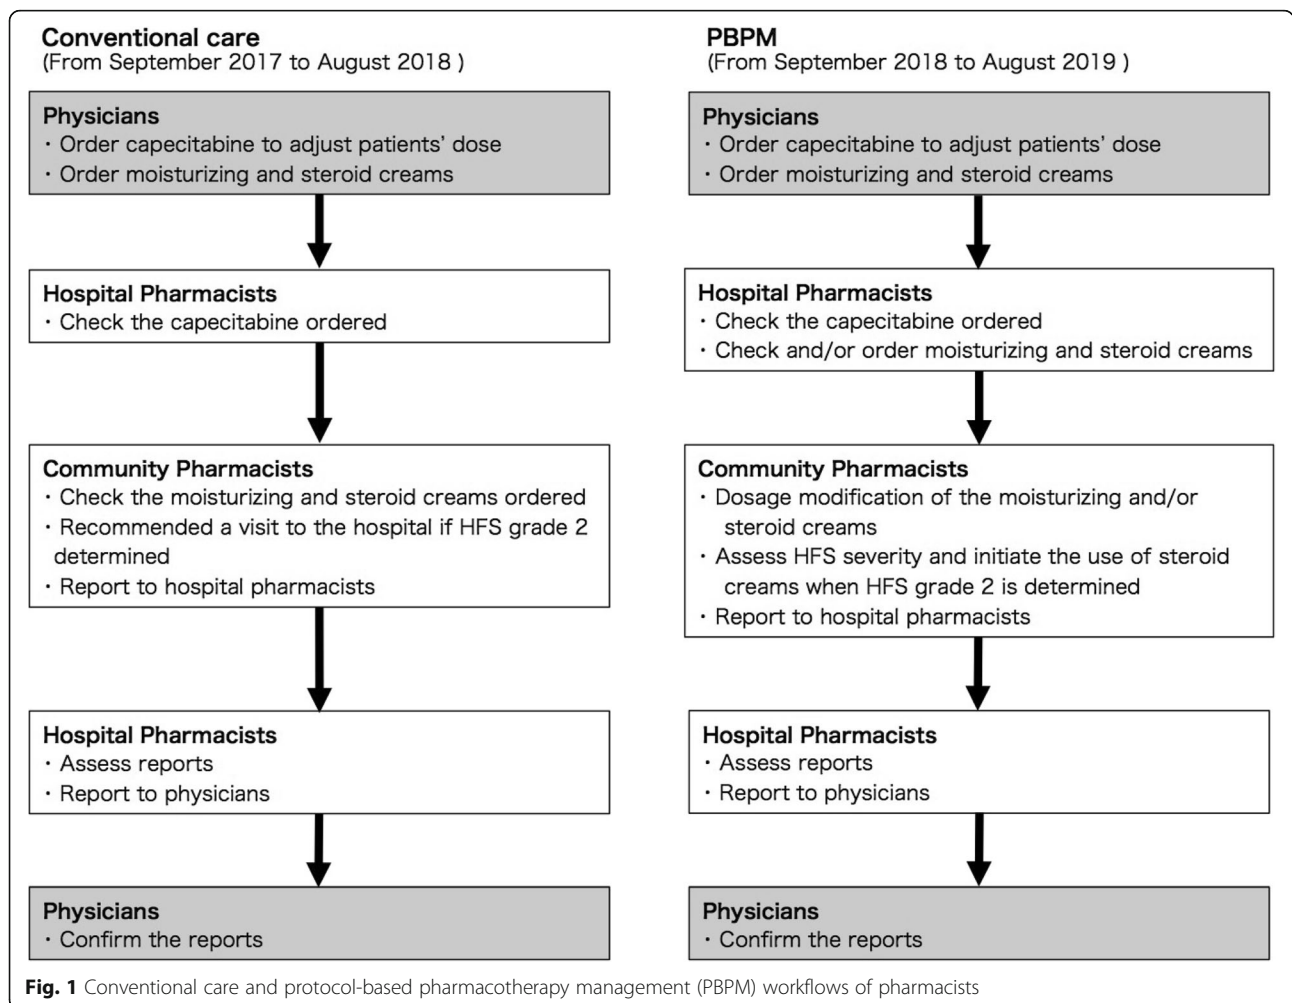 Conventional care
(From September 2017 to August 2018 )
Physicians
・Order capecitabine to adjust patients' dose
・Order moisturizing and steroid creams
Hospital Pharmacists
・Check the capecitabine ordered
Community Pharmacists
・Check the moisturizing and steroid creams ordered
・Recommended a visit to the hospital if HFS grade 2
determined
・Report to hospital pharmacists
Hospital Pharmacists
・Assess reports
・Report to physicians
Physicians
・Confirm the reports
PBPM
(From September 2018 to August 2019 )
Physicians
・Order capecitabine to adjust patients' dose
・Order moisturizing and steroid creams
Hospital Pharmacists
・Check the capecitabine ordered
・Check and/or order moisturizing and steroid creams
Community Pharmacists
・Dosage modification of the moisturizing and/or
steroid creams
・Assess HFS severity and initiate the use of steroid
creams when HFS grade 2 is determined
・Report to hospital pharmacists
Hospital Pharmacists
・Assess reports
・Report to physicians
Physicians
・Confirm the reports
Fig. 1 Conventional care and protocol-based pharmacotherapy management (PBPM) workflows of pharmacists